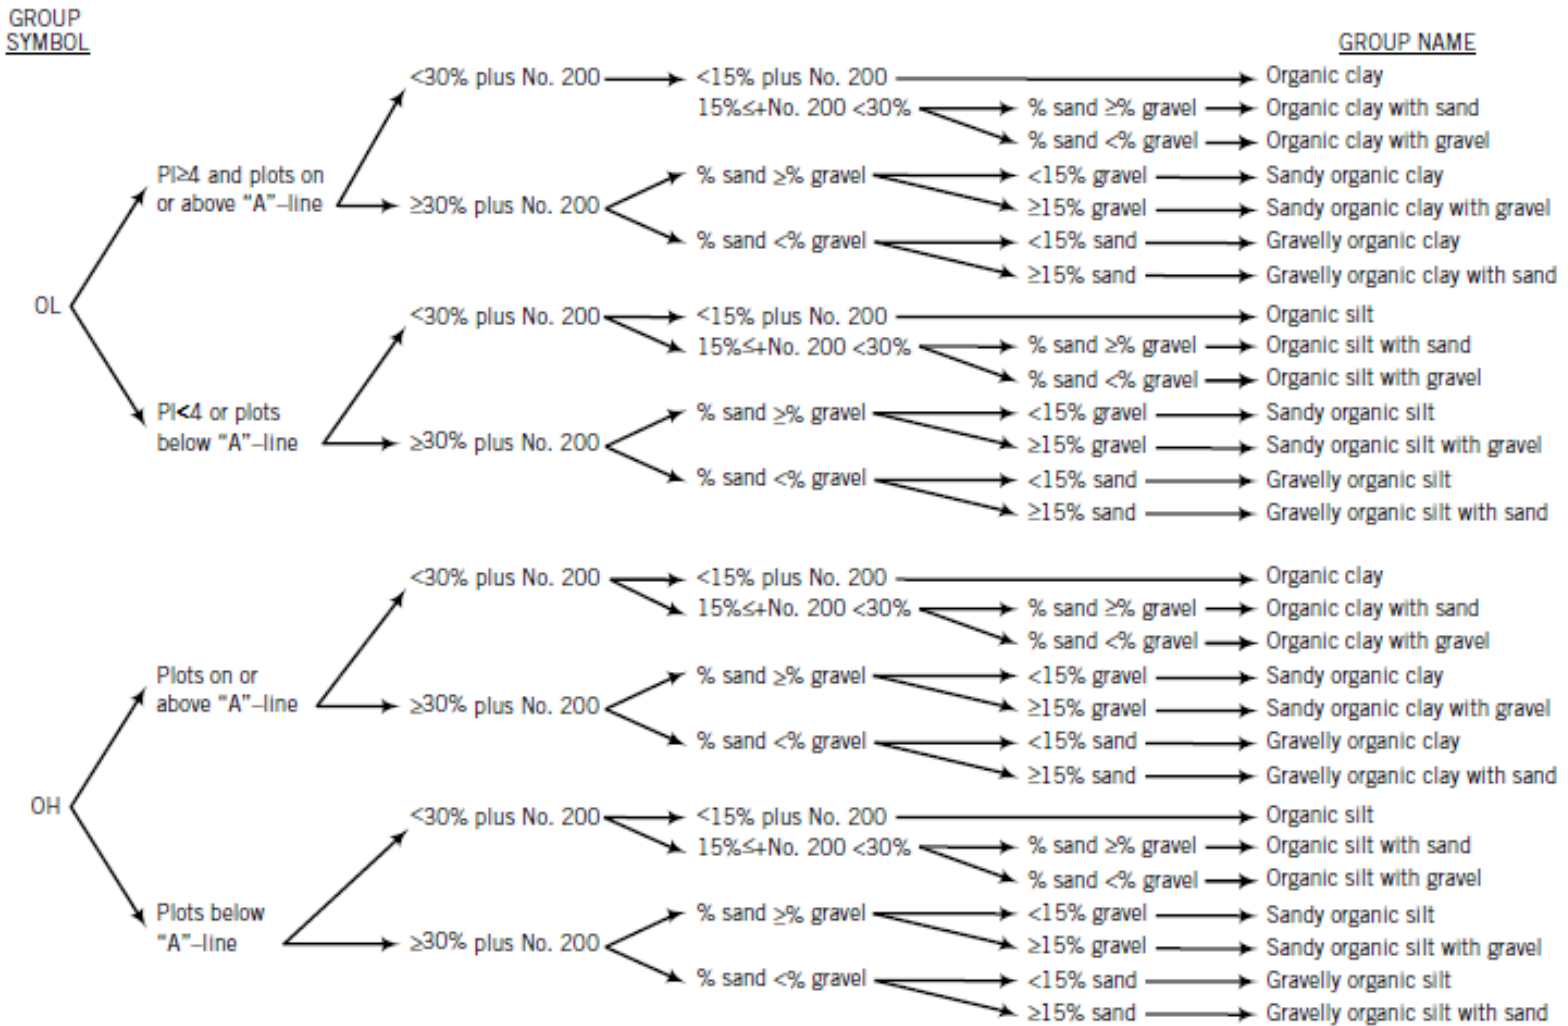 GROUP
SYMBOL
GROUP NAME
<30% plus No. 200 <15% plus No. 200 Organic clay
15%≤+No. 200 <30% % sand ≥% gravel Organic clay with sand
% sand <% gravel Organic clay with gravel
PI≥4 and plots on
or above “A”–line
% sand ≥% gravel <15% gravel Sandy organic clay
≥30% plus No. 200 ≥15% gravel Sandy organic clay with gravel
% sand <% gravel <15% sand Gravelly organic clay
≥15% sand Gravelly organic clay with sand
OL
<30% plus No. 200 <15% plus No. 200 Organic silt
15%≤+No. 200 <30% % sand ≥% gravel Organic silt with sand
% sand <% gravel Organic silt with gravel
PI<4 or plots
below “A”–line
% sand ≥% gravel <15% gravel Sandy organic silt
≥30% plus No. 200 ≥15% gravel Sandy organic silt with gravel
% sand <% gravel <15% sand Gravelly organic silt
≥15% sand Gravelly organic silt with sand
<30% plus No. 200 <15% plus No. 200 Organic clay
15%≤+No. 200 <30% % sand ≥% gravel Organic clay with sand
% sand <% gravel Organic clay with gravel
Plots on or
above “A”–line
% sand ≥% gravel <15% gravel Sandy organic clay
≥30% plus No. 200 ≥15% gravel Sandy organic clay with gravel
% sand <% gravel <15% sand Gravelly organic clay
≥15% sand Gravelly organic clay with sand
OH
<30% plus No. 200 <15% plus No. 200 Organic silt
15%≤+No. 200 <30% % sand ≥% gravel Organic silt with sand
% sand <% gravel Organic silt with gravel
Plots below
“A”–line
% sand ≥% gravel <15% gravel Sandy organic silt
≥30% plus No. 200 ≥15% gravel Sandy organic silt with gravel
% sand <% gravel <15% sand Gravelly organic silt
≥15% sand Gravelly organic silt with sand